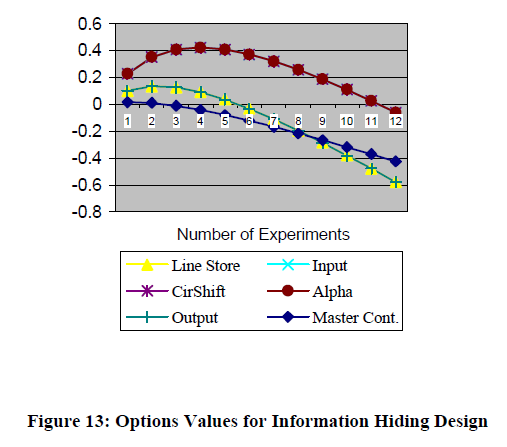 0.6
0.4
0.2
0
-0.2
-0.4
-0.6
-0.8
1 2 3 4 5 6 7 8 9 10 11 12
Number of Experiments
Line Store Input
CirShift Alpha
Output Master Cont.
Figure 13: Options Values for Information Hiding Design